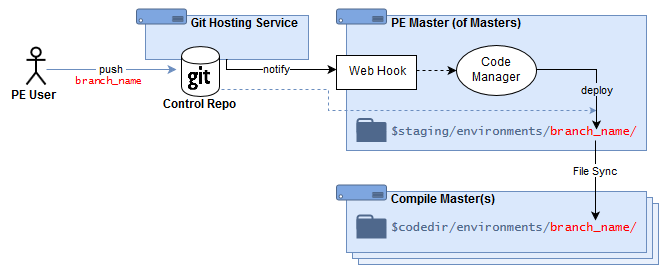 Git Hosting Service
PE Master (of Masters)
push
branch_name
PE User
git
Control Repo
notify
Web Hook
Code
Manager
deploy
$staging/environments/branch_name/
File Sync
Compile Master(s)
$codedir/environments/branch_name/